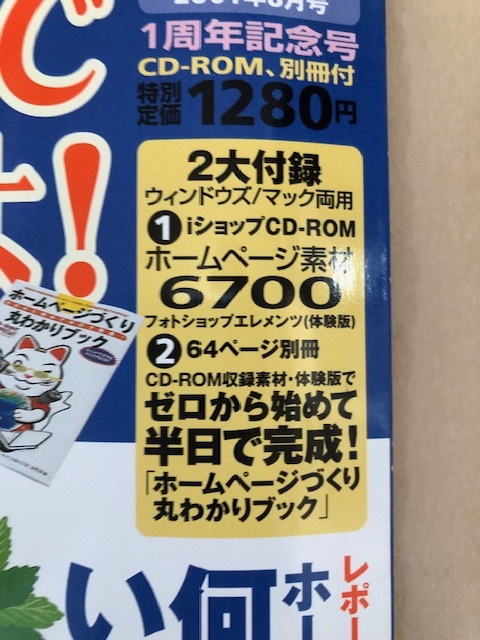 1周年記念号
CD-ROM、別冊付
特別定価1280円
2大付録
ウィンドウズ/マック両用
❶iショップCD-ROM
ホームページ素材
6700
フォトショップエレメンツ(体験版)
❷64ページ別冊
CD-ROM収録素材・体験版で
ゼロから始めて
半日で完成!
「ホームページづくり
丸わかりブック」
で
!
ホームページづくり
丸わかりブック
レポー
ホー
何
い